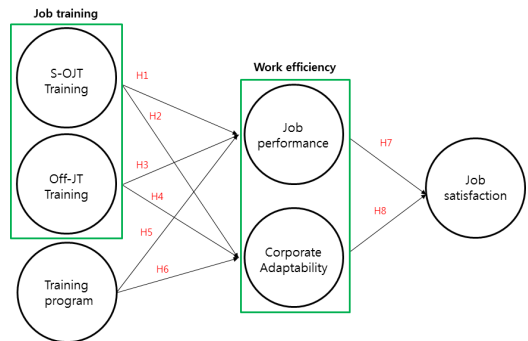 Job training
S-OJT
Training
Off-JT
Training
Training
program
H1
H2
H3
H4
H5
H6
Work efficiency
Job
performance
Corporate
Adaptability
H7
H8
Job
satisfaction